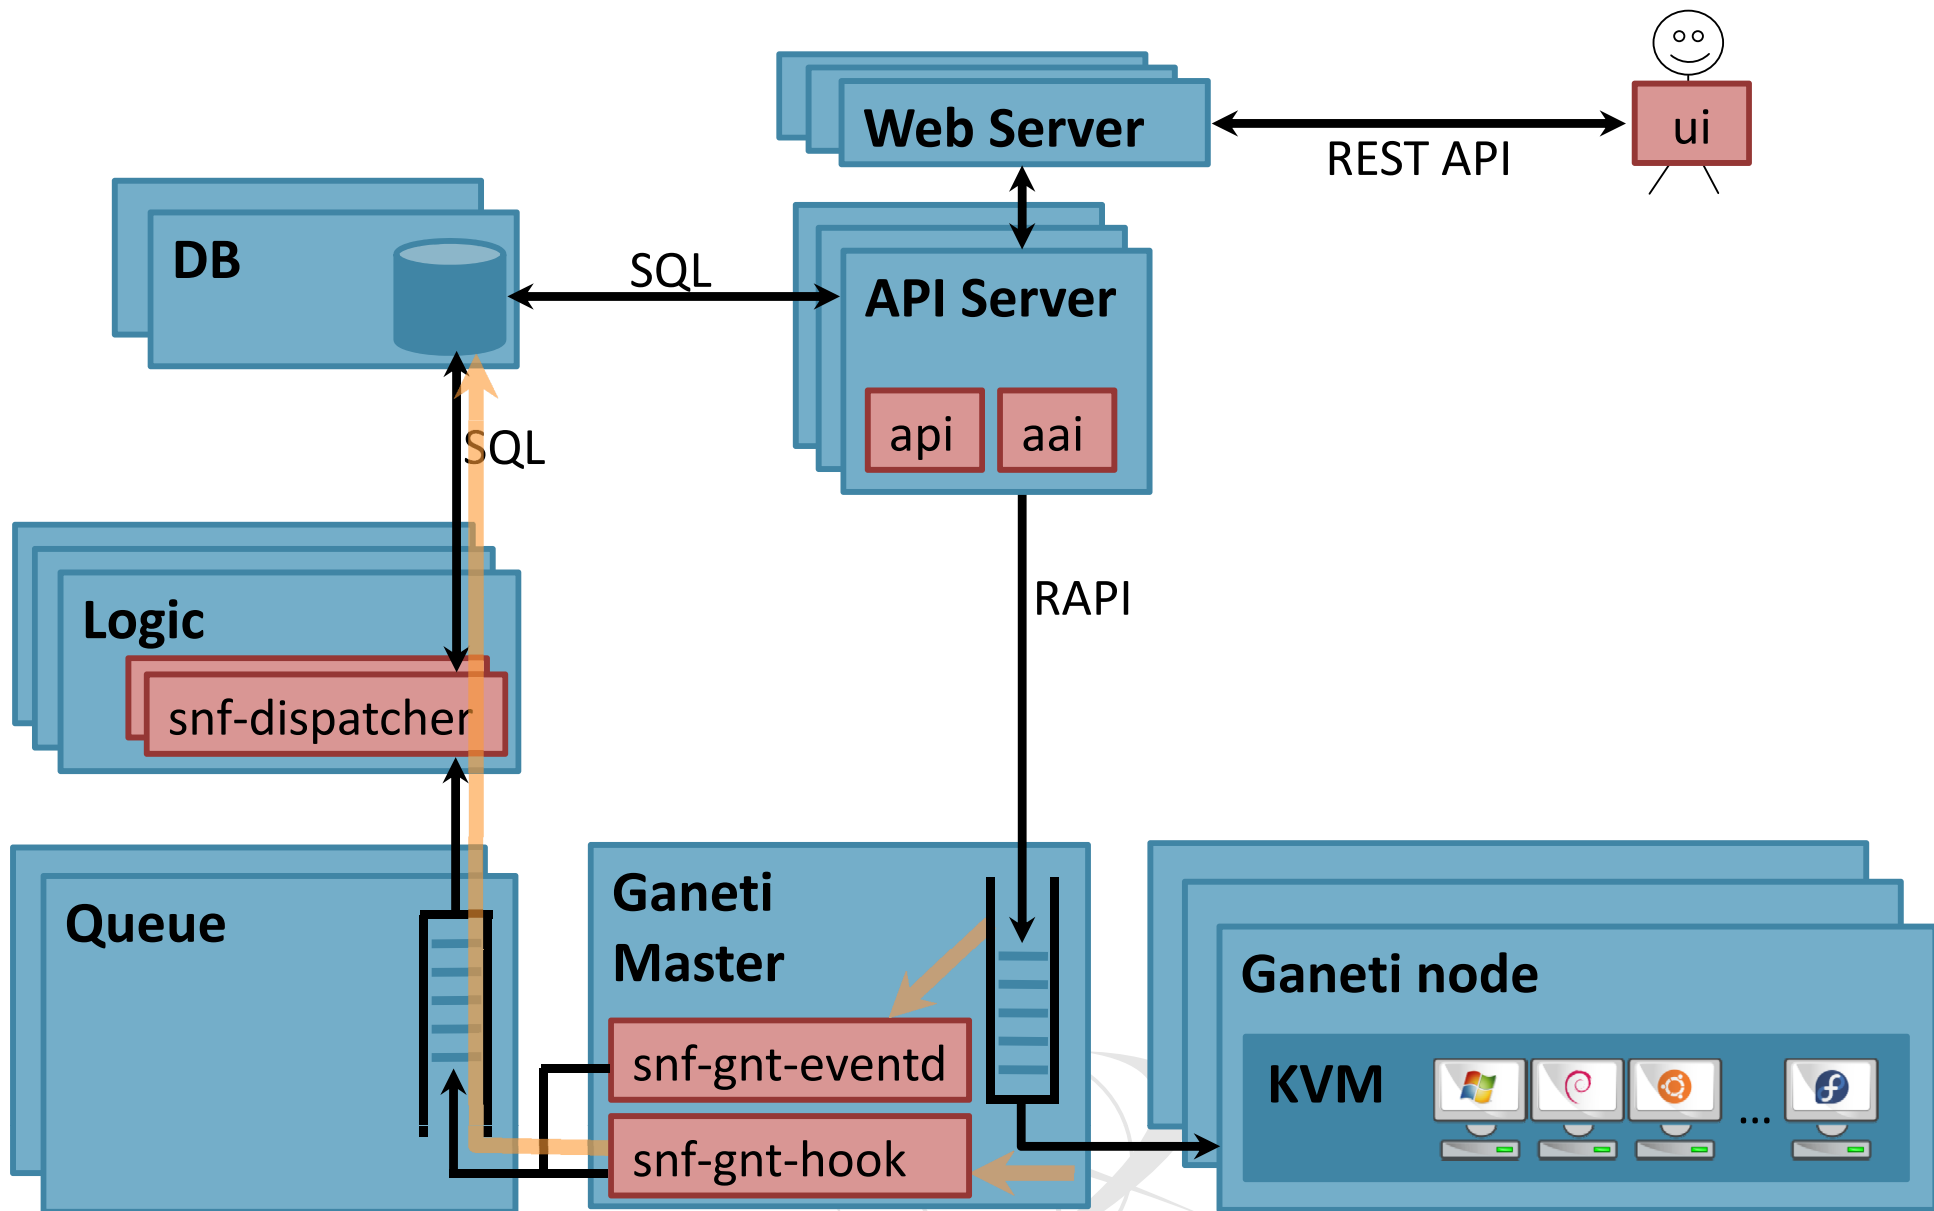 Web Server
ui
REST API
DB
SQL
API Server
api
aai
SQL
RAPI
Logic
snf-dispatcher
Queue
Ganeti
Master
snf-gnt-eventd
snf-gnt-hook
Ganeti node
KVM
...